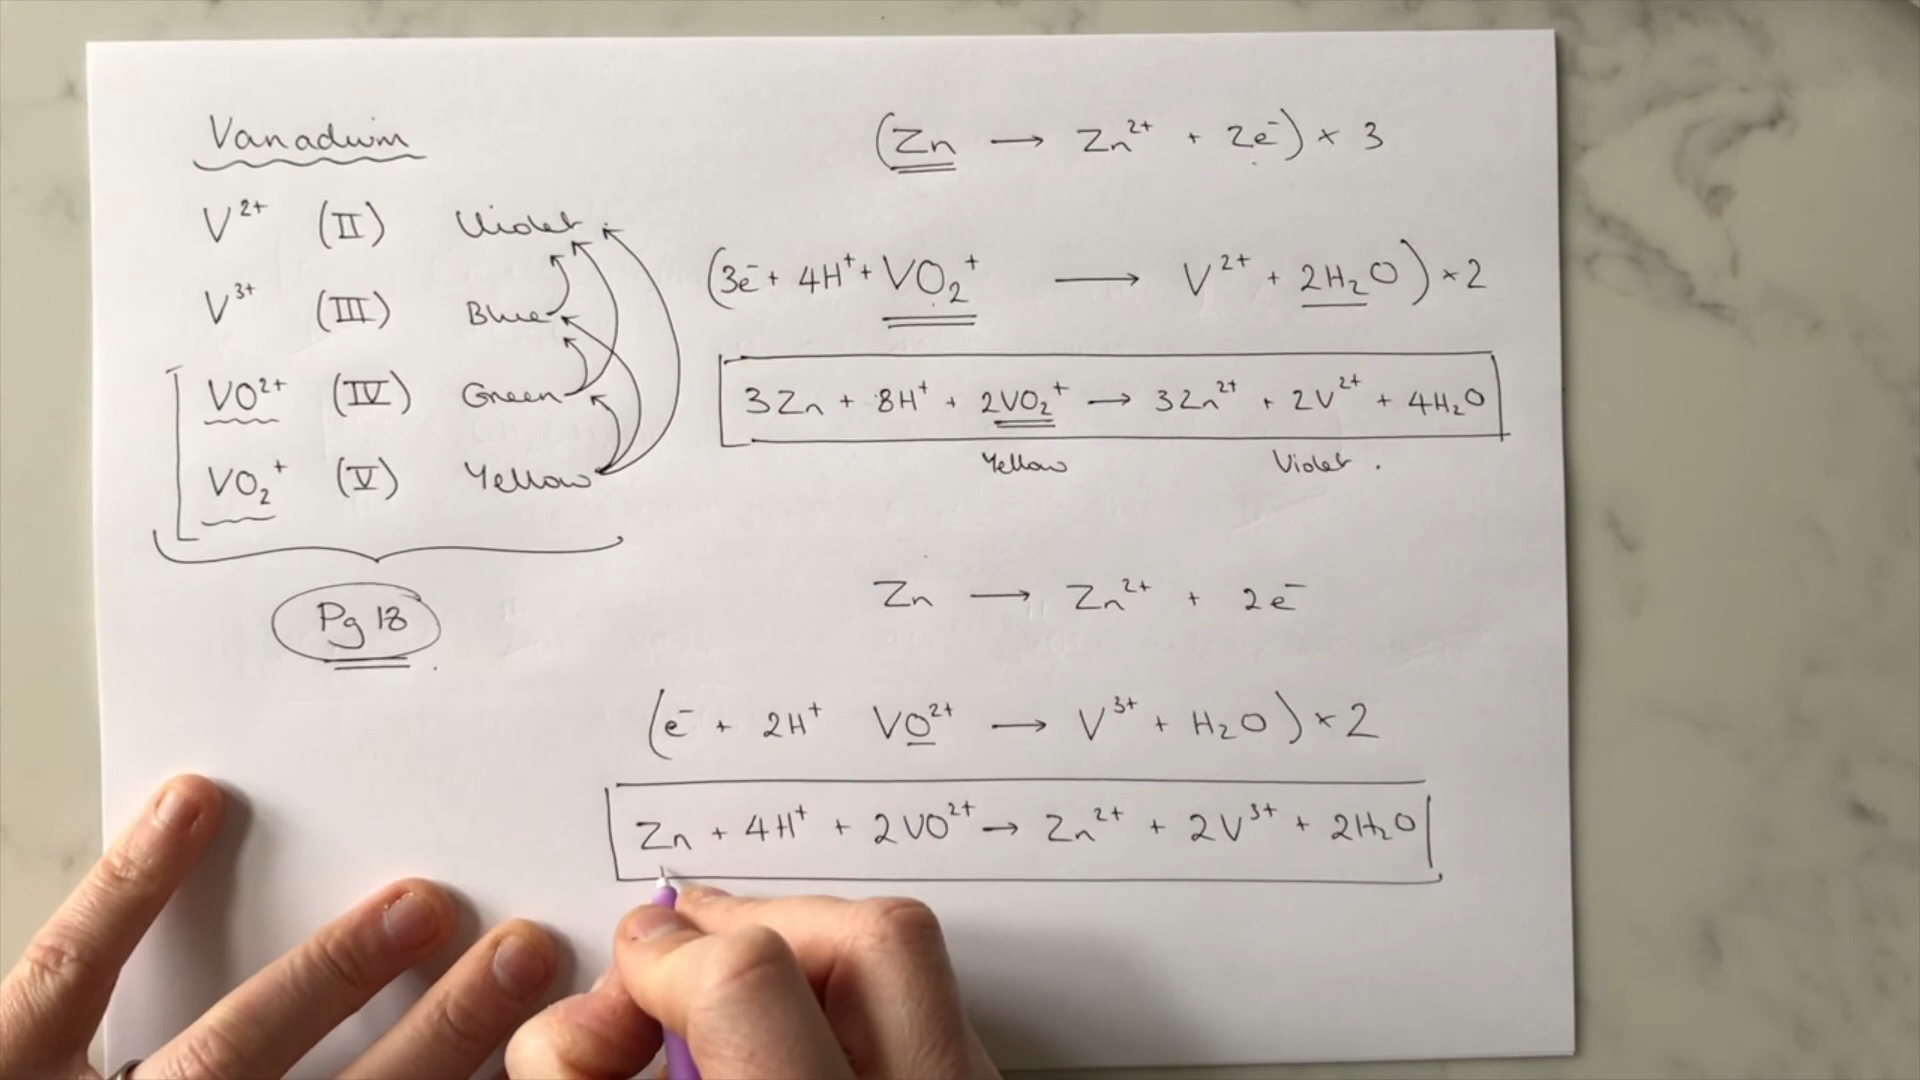 Vanadium
V²⁺ (II) Violet
V³⁺ (III) Blue
VO²⁺ (IV) Green
VO₂⁺ (V) Yellow
Pg 18
(Zn → Zn²⁺ + 2e⁻) × 3
(3e⁻ + 4H⁺ + VO₂⁺ → V²⁺ + 2H₂O) × 2
3Zn + 8H⁺ + 2VO₂⁺ → 3Zn²⁺ + 2V²⁺ + 4H₂O
Yellow Violet.
Zn → Zn²⁺ + 2e⁻
(e⁻ + 2H⁺ VO²⁺ → V³⁺ + H₂O) × 2
Zn + 4H⁺ + 2VO²⁺ → Zn²⁺ + 2V³⁺ + 2H₂O